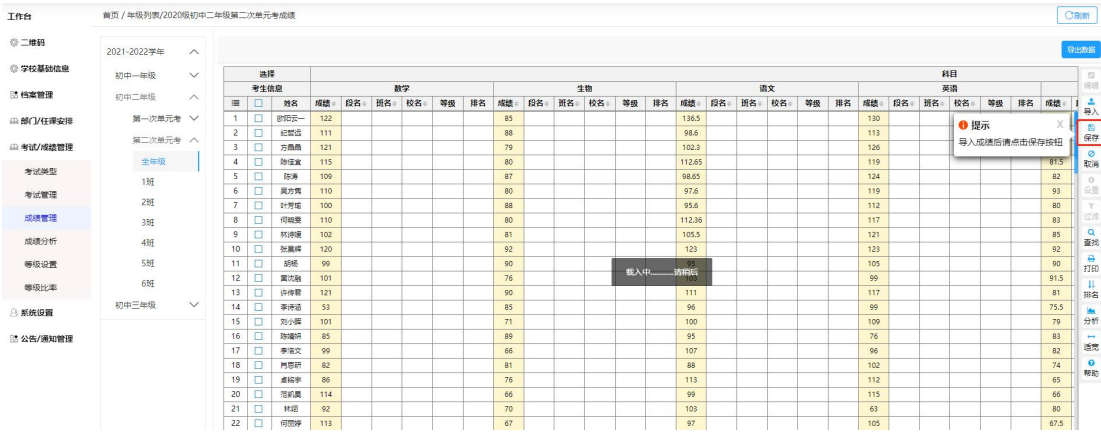 工作台
首页 / 年级列表/2020级初中二年级第二次单元考成绩
刷新
二维码
学校基础信息
档案管理
部门/任课安排
考试/成绩管理
考试类型
考试管理
成绩管理
成绩分析
等级设置
等级比率
系统设置
公告/通知管理
2021-2022学年
初中一年级
初中二年级
第一次单元考
第二次单元考
全年级
1班
2班
3班
4班
5班
6班
初中三年级
导出数据
选择 科目
考生信息 数学 生物 语文 英语
姓名 成绩 段名 班名 校名 等级 排名 成绩 段名 班名 校名 等级 排名 成绩 段名 班名 校名 等级 排名 成绩 段名 班名 校名 等级 排名 成绩
1 欧阳云一 122 85 136.5 130
2 纪哲远 111 88 98.6 113
3 方晶晶 121 79 102.3 126
4 陈佳宜 115 80 112.65 119 81.5
5 陈涛 109 87 98.65 124 82
6 吴方隽 110 80 97.6 119 93
7 叶芳瑜 100 88 95.6 112 80
8 何晓雯 110 80 112.36 117 83
9 林诗媛 102 81 105.5 121 85
10 张昊辉 120 92 123 123 92
11 胡杨 99 90 95 105 90
12 黄沈融 101 76 103 99 91.5
13 许传君 121 90 111 117 81
14 李诗涵 53 85 96 99 75.5
15 刘小晖 101 71 100 109 79
16 陈婧妍 85 89 95 76 83
17 李浩文 99 66 107 96 82
18 肖思研 82 81 88 102 74
19 卓铭宇 86 76 113 112 65
20 范凯昊 114 66 99 115 66
21 林翊 92 70 103 63 80
22 何丽婷 113 67 97 105 67.5
提示 X
导入成绩后请点击保存按钮
载入中............请稍后
编辑
导入
保存
取消
设置
过滤
查找
打印
排名
分析
适宽
帮助